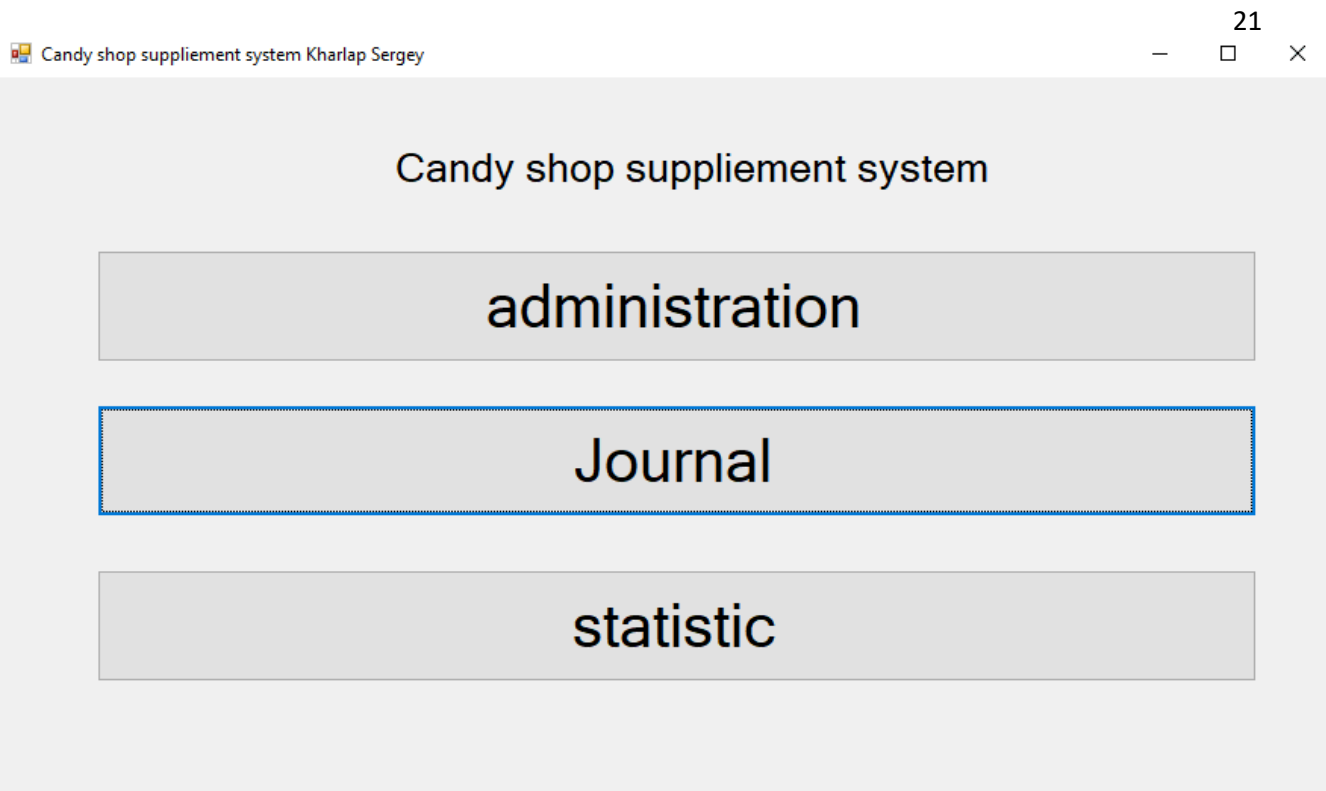 21
Candy shop suppliement system Kharlap Sergey
Candy shop suppliement system
administration
Journal
statistic